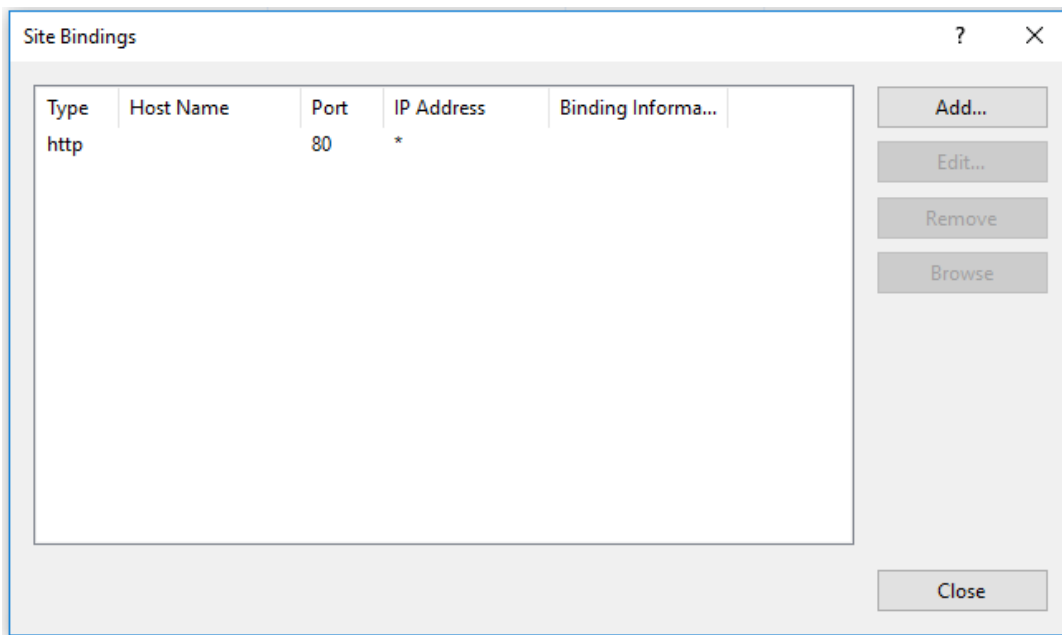 Site Bindings ?
Type Host Name Port IP Address Binding Informa...
http 80 *
Add...
Edit...
Remove
Browse
Close